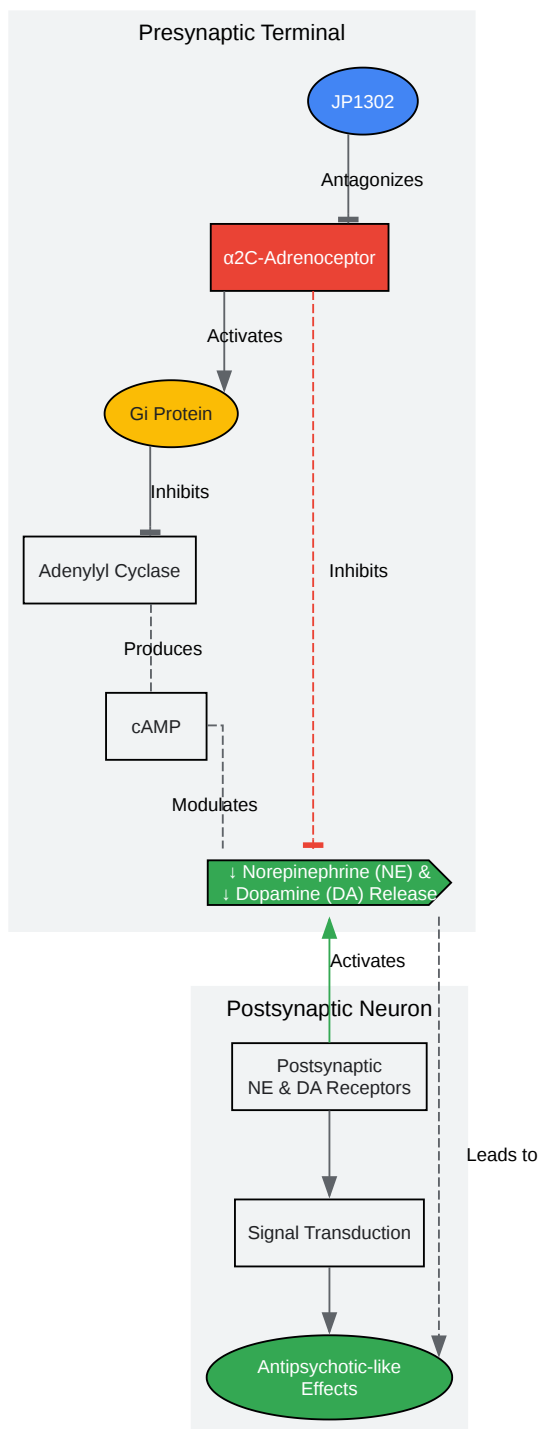 Presynaptic Terminal
JP1302
Antagonizes
α2C-Adrenoceptor
Activates
Gi Protein
Inhibits
Adenylyl Cyclase
Inhibits
Produces
cAMP
Modulates
↓ Norepinephrine (NE) &
↓ Dopamine (DA) Release
Activates
Postsynaptic Neuron
Postsynaptic
NE & DA Receptors
Leads to
Signal Transduction
Antipsychotic-like
Effects